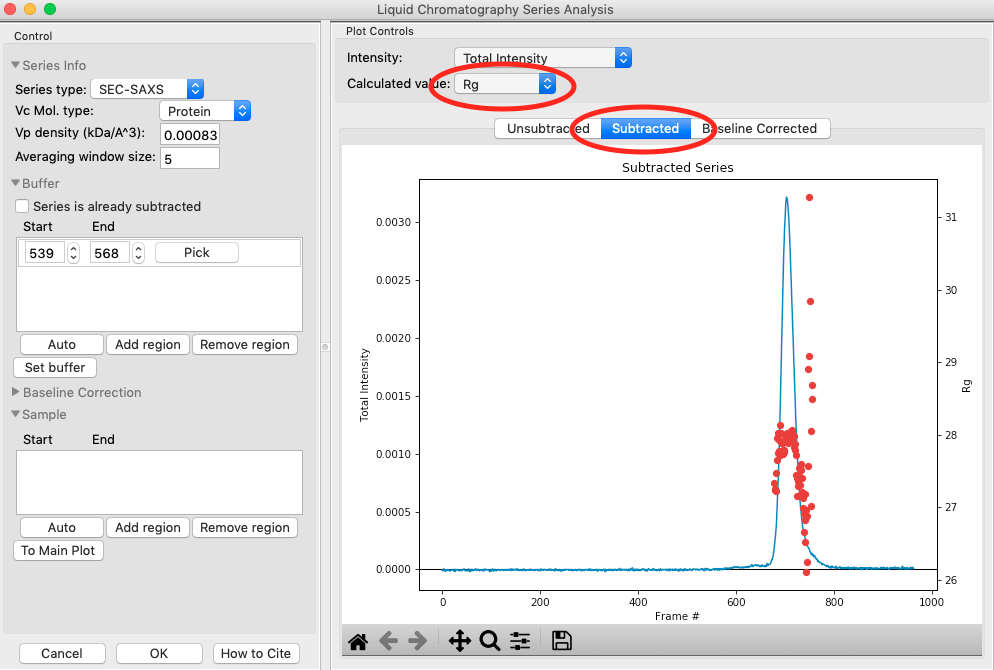 Liquid Chromatography Series Analysis
Control
Series Info
Series type: SEC-SAXS
Vc Mol. type: Protein
Vp density (kDa/A^3): 0.00083
Averaging window size: 5
Buffer
Series is already subtracted
Start End
539 568 Pick
Auto Add region Remove region
Set buffer
Baseline Correction
Sample
Start End
Auto Add region Remove region
To Main Plot
Cancel OK How to Cite
Plot Controls
Intensity: Total Intensity
Calculated value: Rg
Unsubtracted Subtracted Baseline Corrected
Subtracted Series
0.0030
0.0025
0.0020
0.0015
0.0010
0.0005
0.0000
Total Intensity
31
30
29
28
27
26
Rg
0 200 400 600 800 1000
Frame #